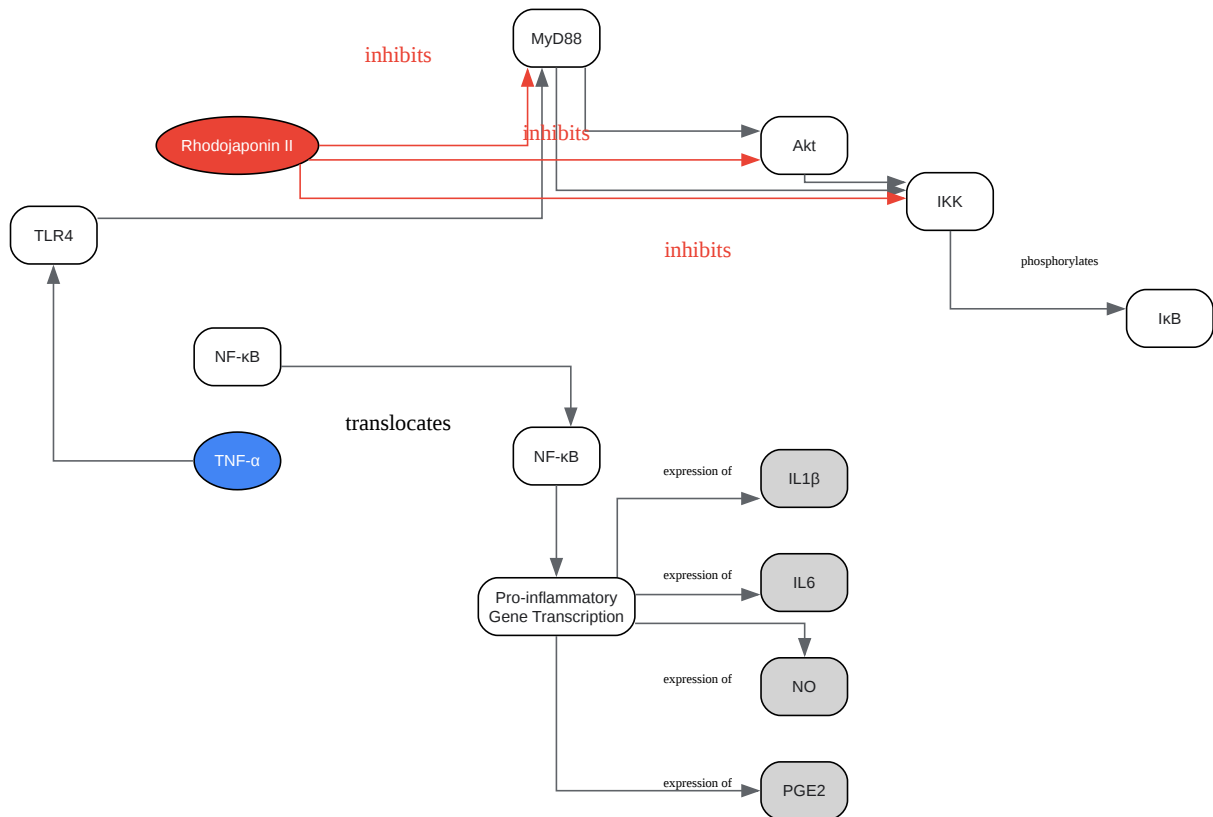 MyD88
inhibits
inhibits
Rhodojaponin II
Akt
IKK
TLR4
inhibits
phosphorylates
IκB
NF-κB
translocates
TNF-α
NF-κB
expression of
IL1β
expression of
IL6
Pro-inflammatory
Gene Transcription
expression of
NO
expression of
PGE2